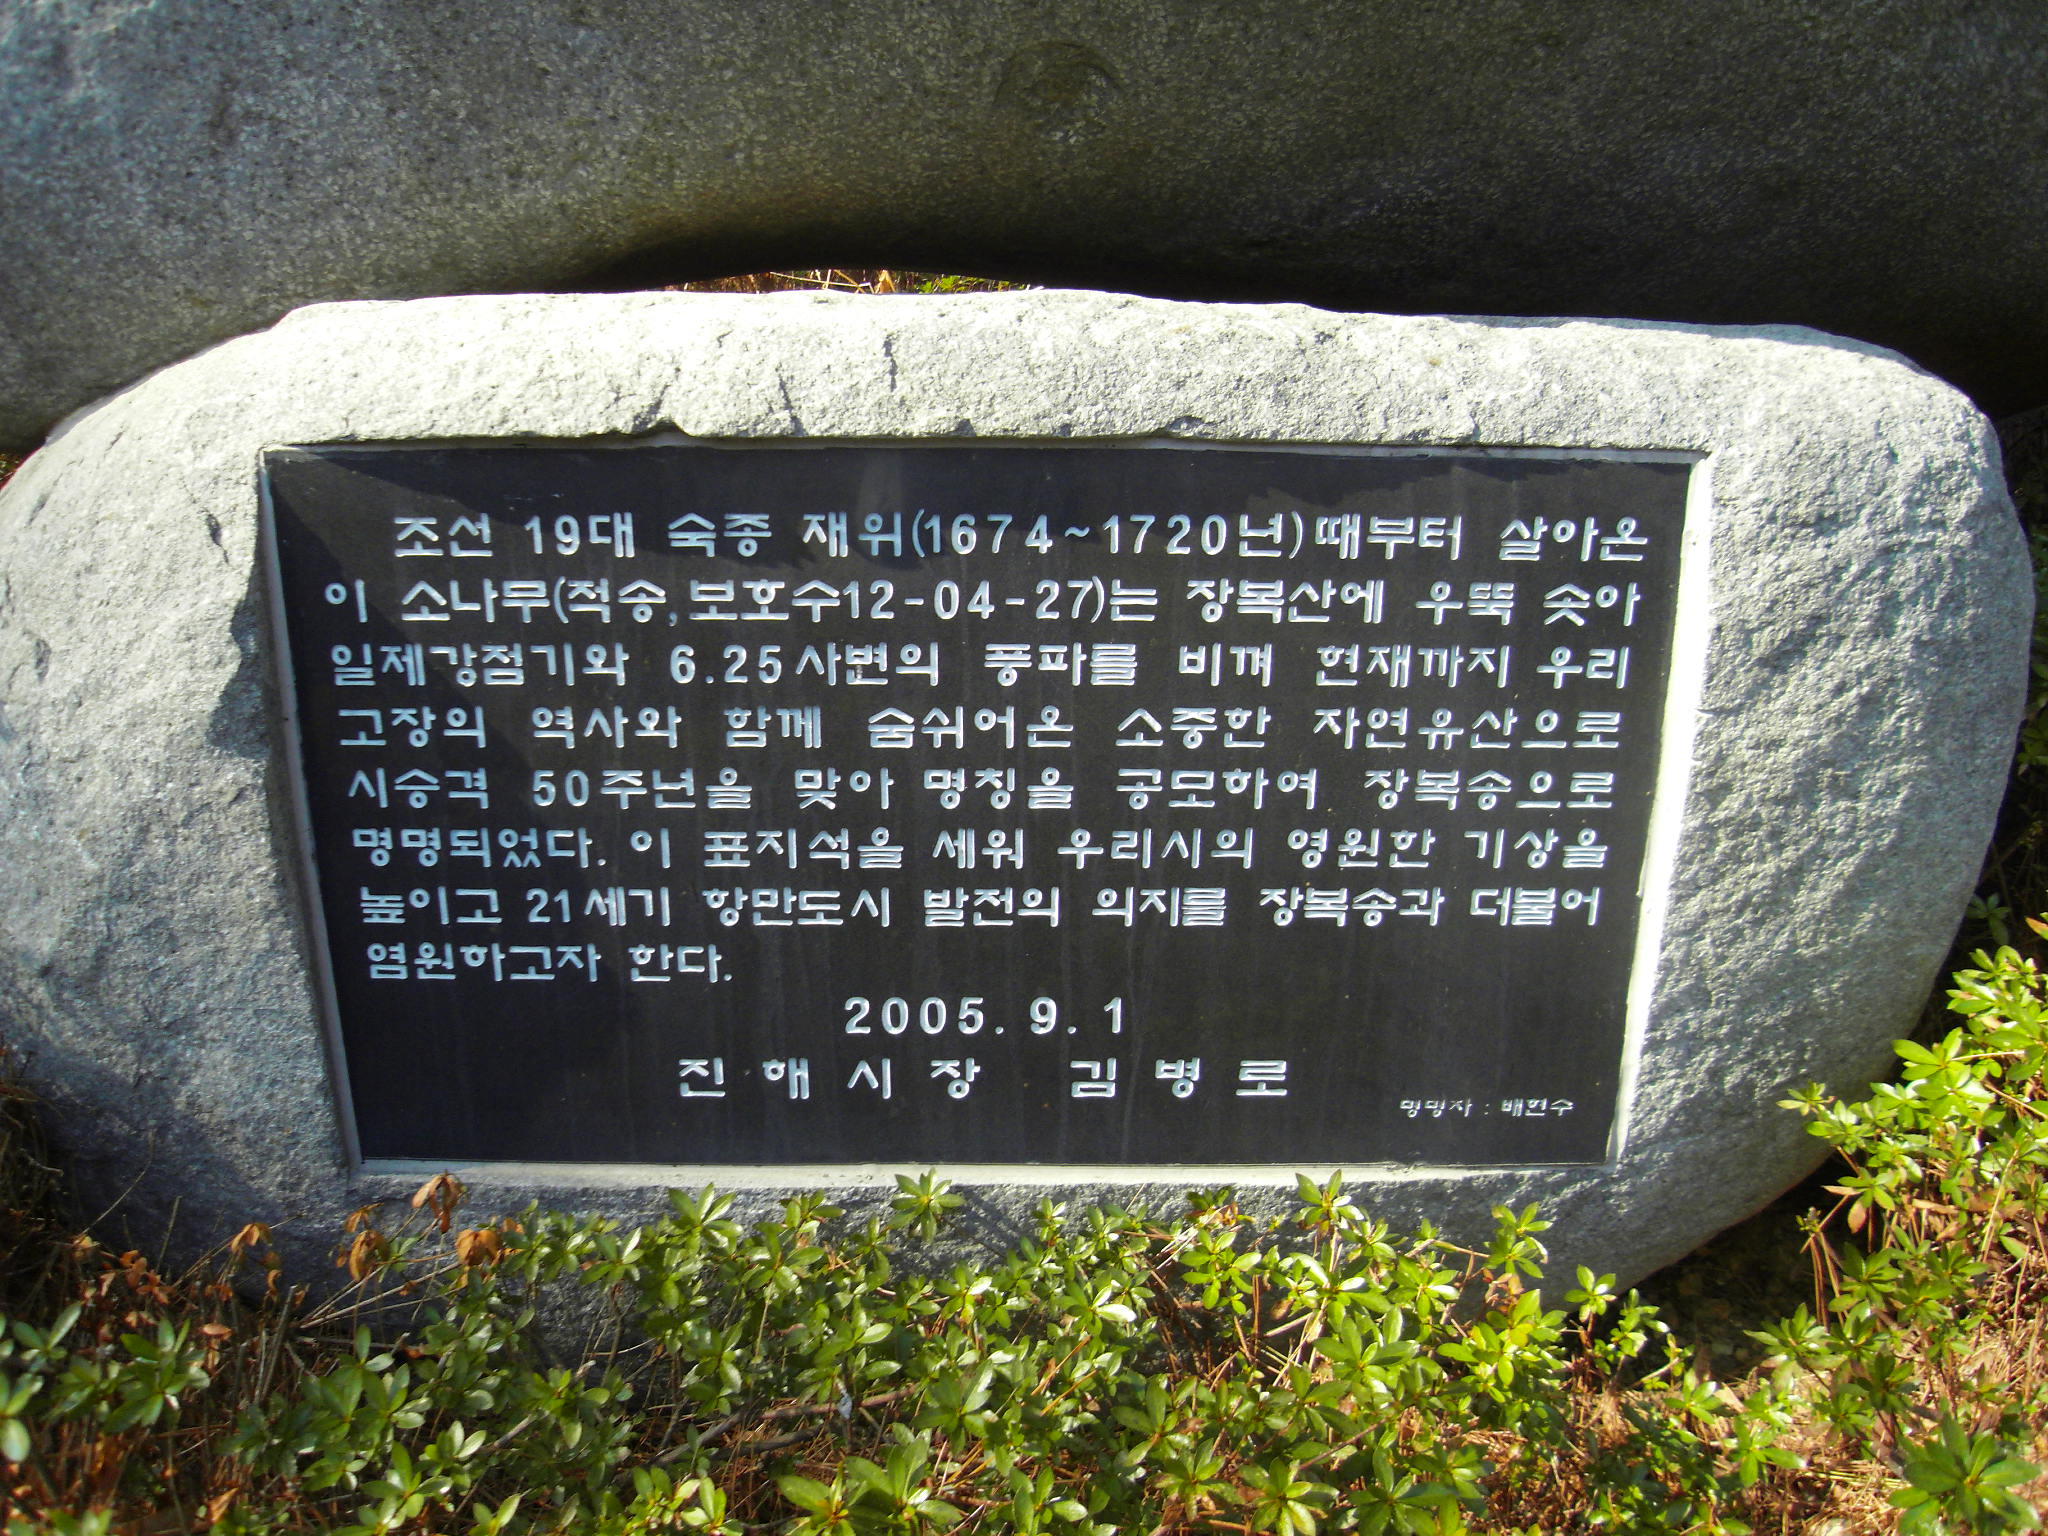 조선 19대 숙종 재위(1674~1720년)때부터 살아온
이 소나무(적송,보호수12-04-27)는 장복산에 우뚝 솟아
일제강점기와 6.25사변의 풍파를 비껴 현재까지 우리
고장의 역사와 함께 숨쉬어온 소중한 자연유산으로
시승격 50주년을 맞아 명칭을 공모하여 장복송으로
명명되었다. 이 표지석을 세워 우리시의 영원한 기상을
높이고 21세기 항만도시 발전의 의지를 장복송과 더불어
염원하고자 한다.
2005. 9. 1
진해시장 김병로
명명자 : 배헌수